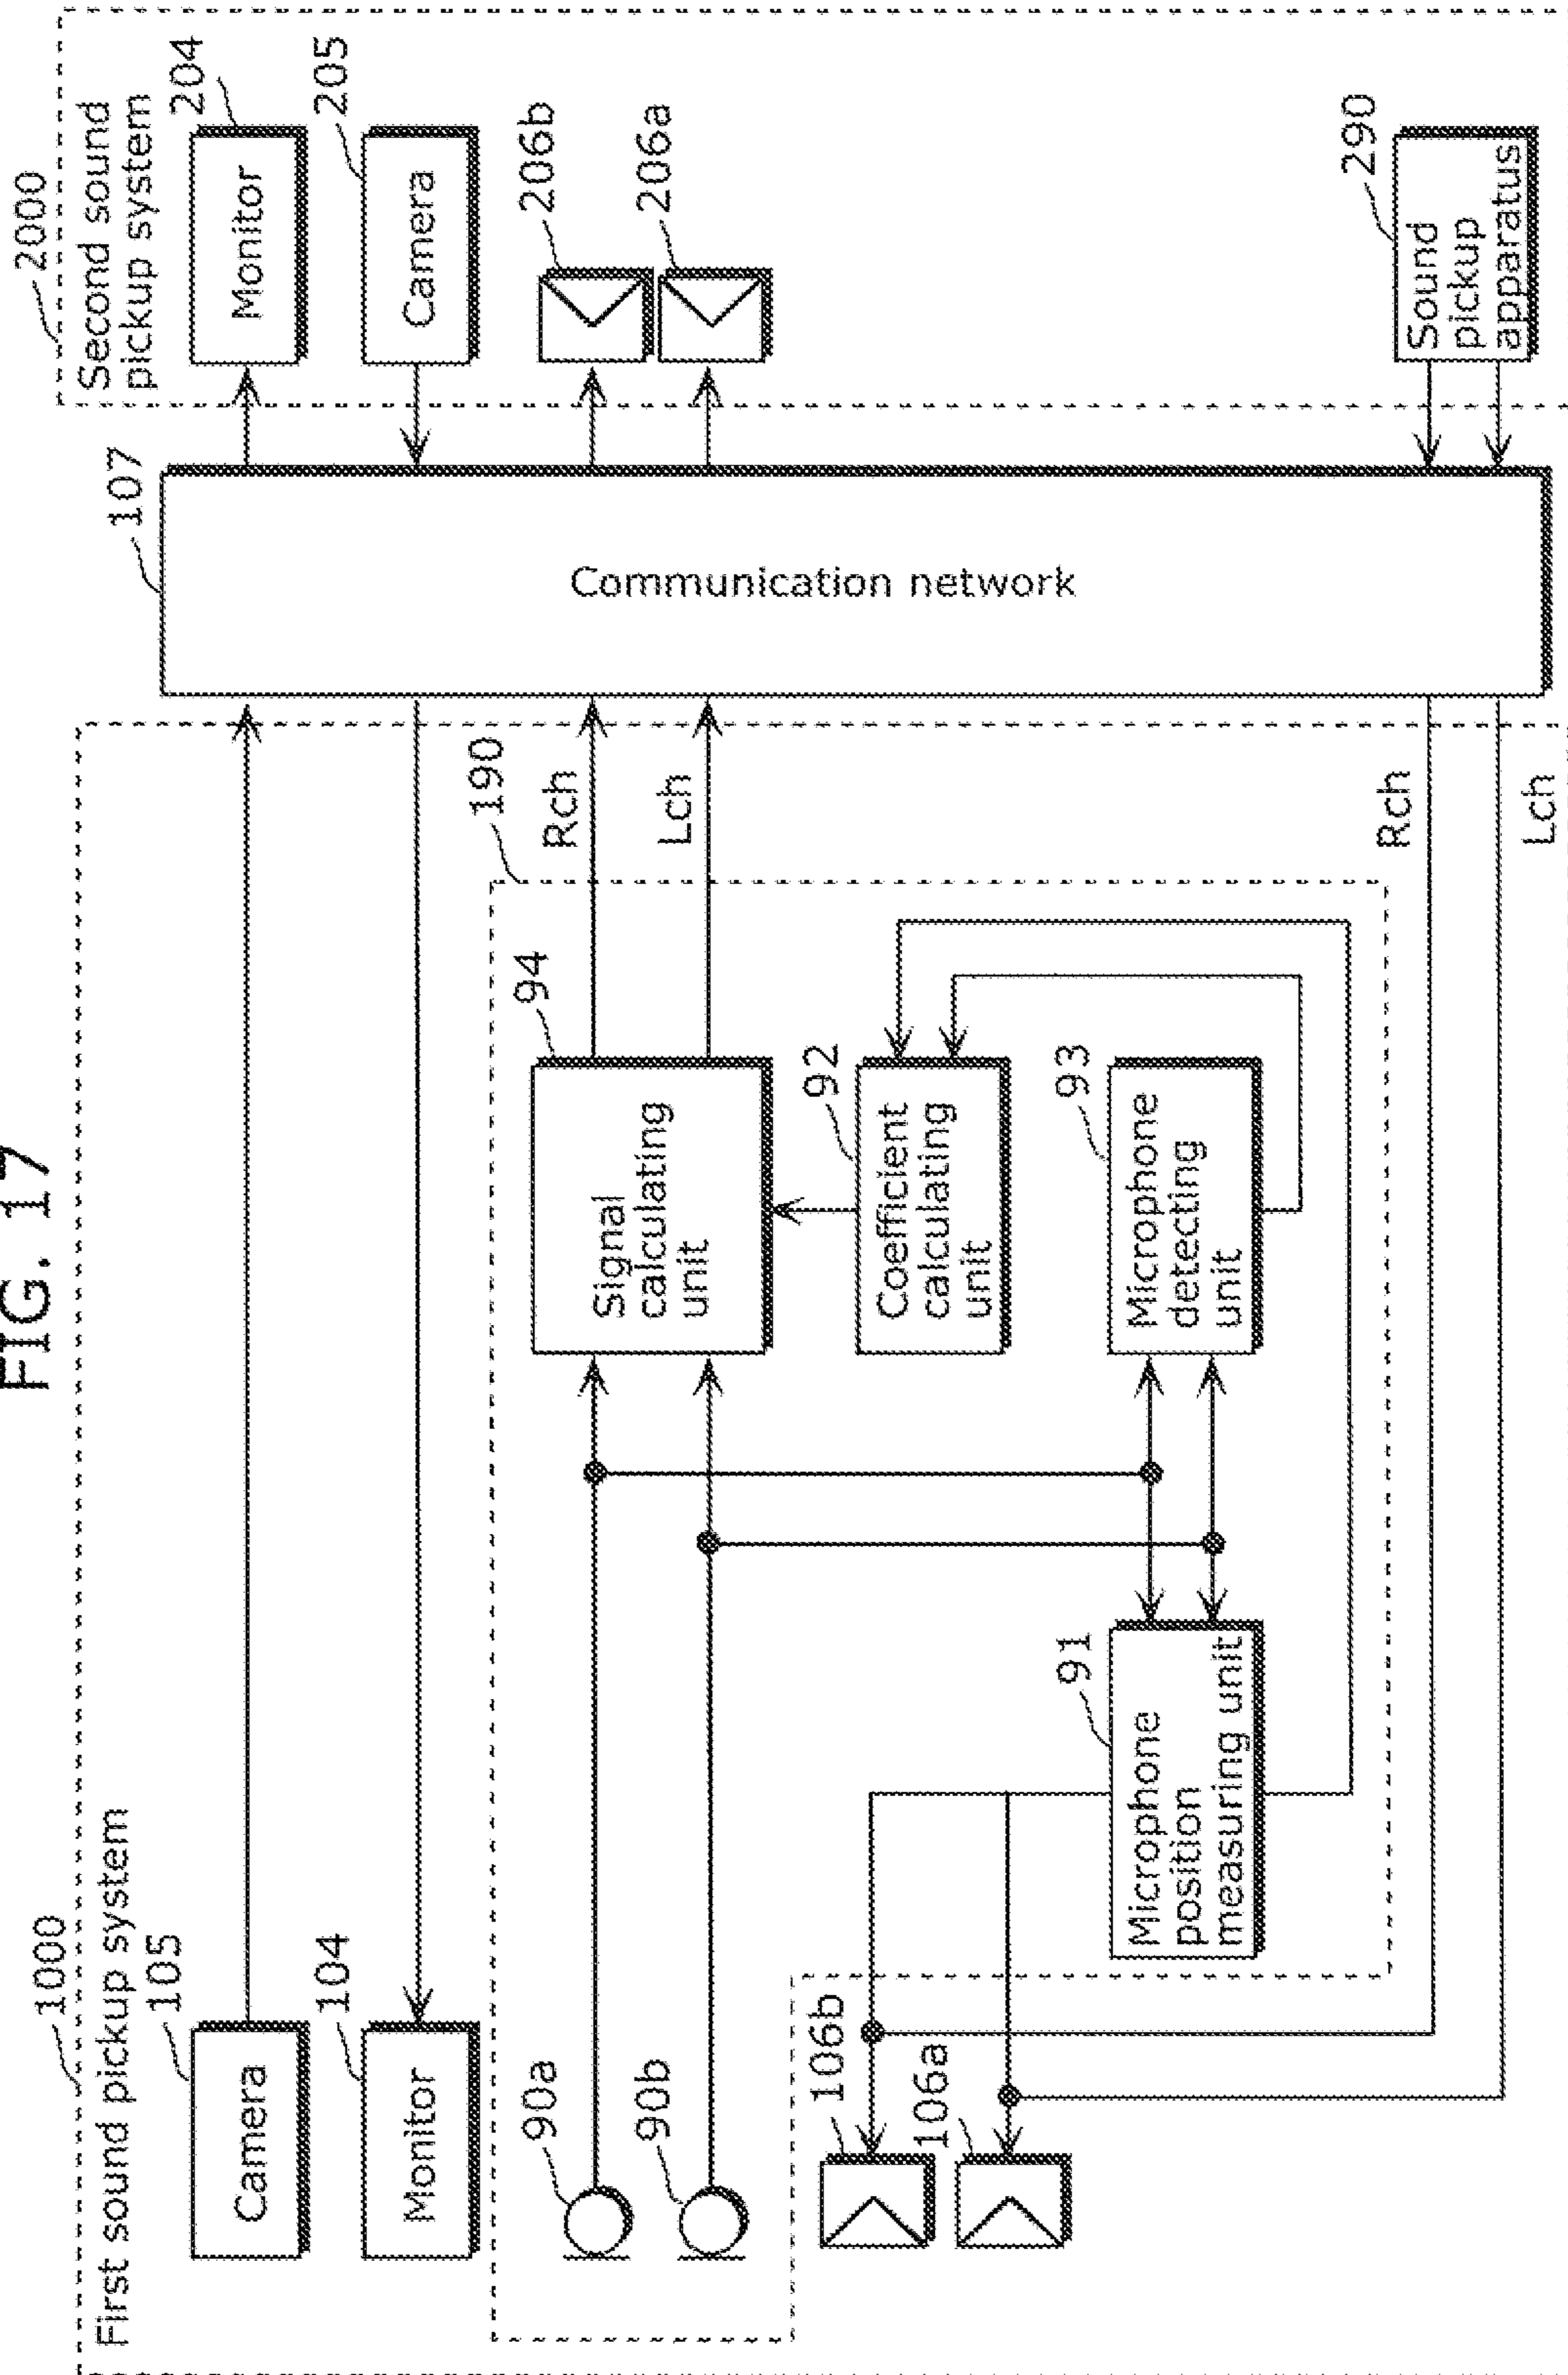 FIG. 17
1000
First sound pickup system
105
Camera
104
Monitor
90a
90b
106b
106a
91
Microphone
position
measuring unit
94
Signal
calculating
unit
92
Coefficient
calculating
unit
93
Microphone
detecting
unit
190
Rch
Lch
Rch
Lch
107
Communication network
2000
Second sound
pickup system
204
Monitor
205
Camera
206b
206a
290
Sound
pickup
apparatus